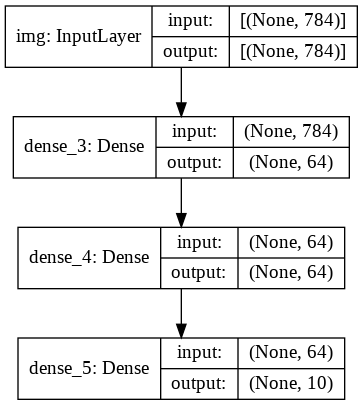 img: InputLayer
input: [(None, 784)]
output: [(None, 784)]
dense_3: Dense
input: (None, 784)
output: (None, 64)
dense_4: Dense
input: (None, 64)
output: (None, 64)
dense_5: Dense
input: (None, 64)
output: (None, 10)